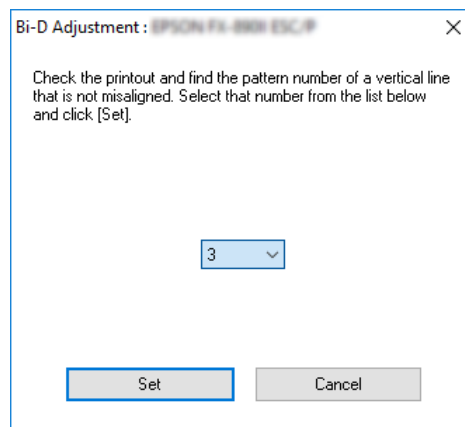 Bi-D Adjustment :
Check the printout and find the pattern number of a vertical line
that is not misaligned. Select that number from the list below
and click [Set].
3
Set
Cancel